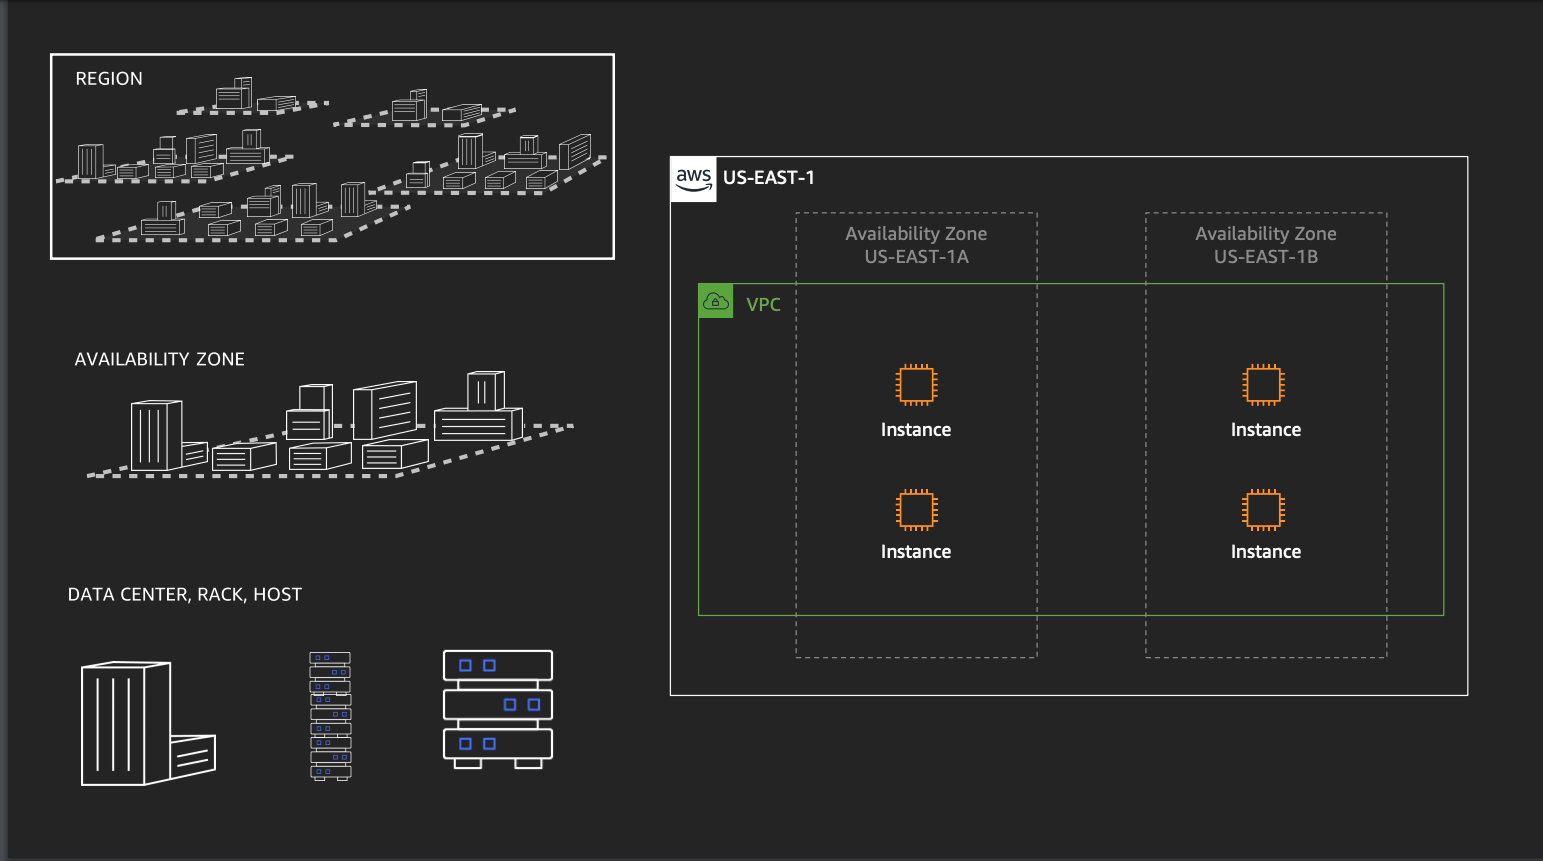 REGION
AVAILABILITY ZONE
DATA CENTER, RACK, HOST
aws
US-EAST-1
Availability Zone
US-EAST-1A
Availability Zone
US-EAST-1B
VPC
Instance
Instance
Instance
Instance